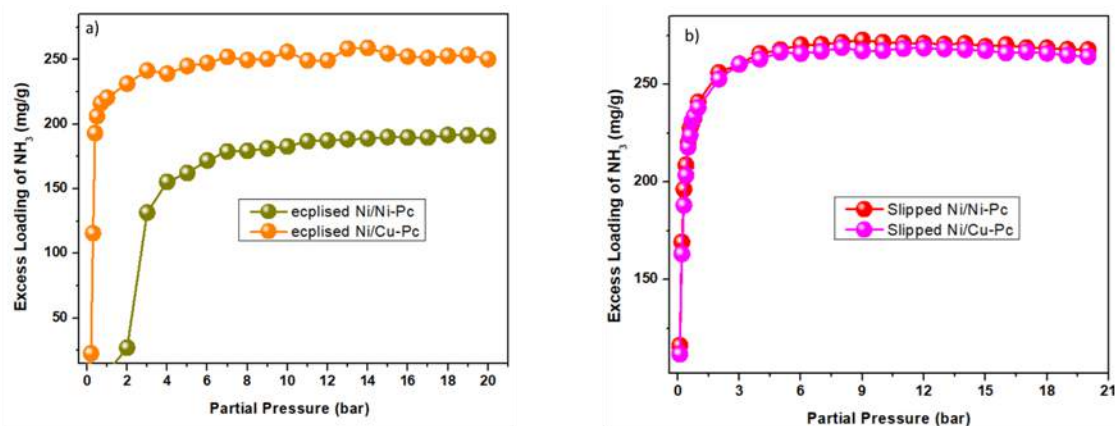 a)
Excess Loading of NH3 (mg/g)
250
200
150
100
50
ecplised Ni/Ni-Pc
ecplised Ni/Cu-Pc
0 2 4 6 8 10 12 14 16 18 20
Partial Pressure (bar)
b)
Excess Loading of NH3 (mg/g)
250
200
150
Slipped Ni/Ni-Pc
Slipped Ni/Cu-Pc
0 3 6 9 12 15 18 21
Partial Pressure (bar)